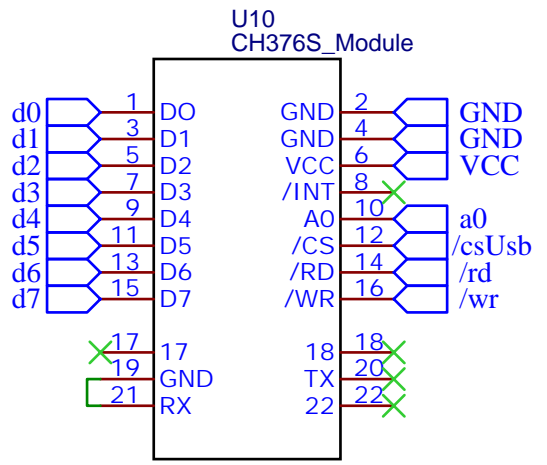 U10
CH376S_Module
d0 1 DO GND 2 GND
d1 3 D1 GND 4 GND
d2 5 D2 VCC 6 VCC
d3 7 D3 /INT 8
d4 9 D4 A0 10 a0
d5 11 D5 /CS 12 /csUsb
d6 13 D6 /RD 14 /rd
d7 15 D7 /WR 16 /wr
17 17 18 18
19 GND TX 20
21 RX 22 22